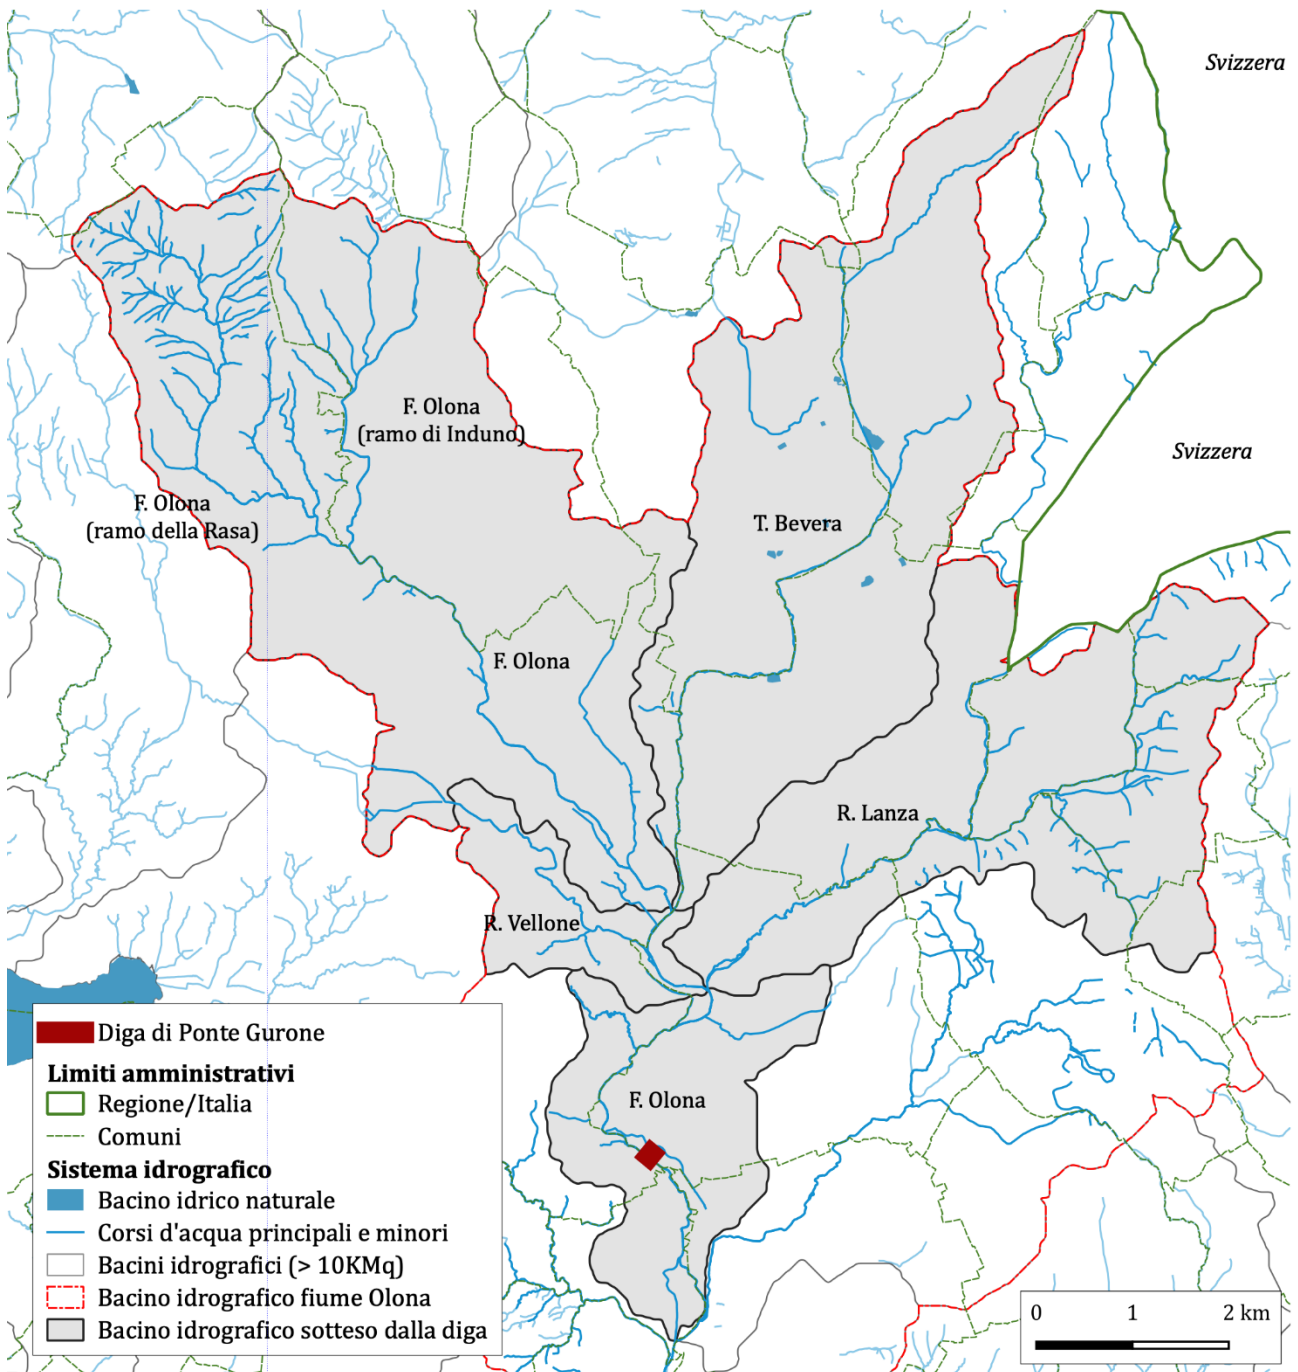 Svizzera
F. Olona
(ramo di Induno)
Svizzera
F. Olona
(ramo della Rasa)
T. Bevera
F. Olona
R. Lanza
R. Vellone
F. Olona
Diga di Ponte Gurone
Limiti amministrativi
Regione/Italia
Comuni
Sistema idrografico
Bacino idrico naturale
Corsi d'acqua principali e minori
Bacini idrografici (> 10KMq)
Bacino idrografico fiume Olona
Bacino idrografico sotteso dalla diga
0 1 2 km